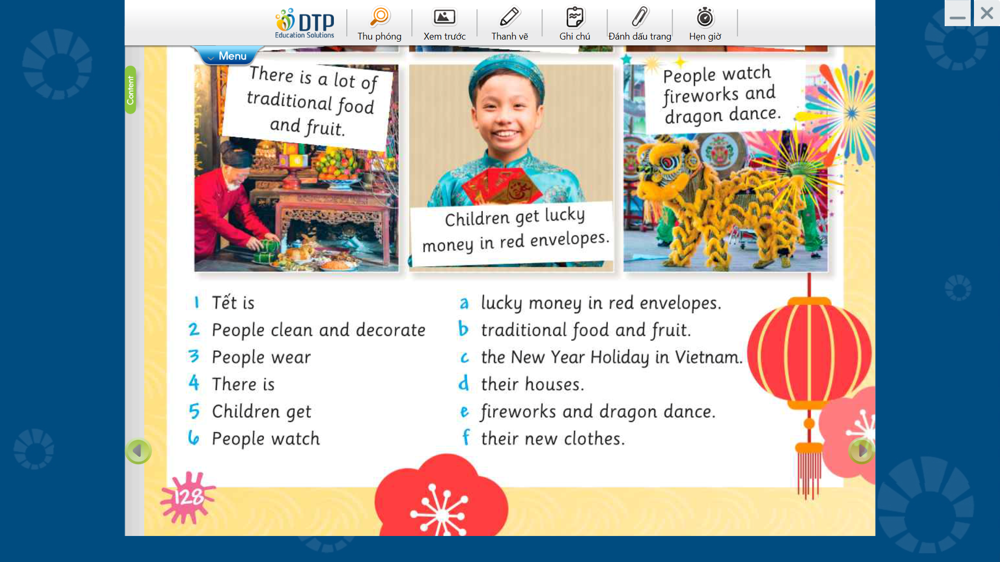 DTP
Education Solutions
Thu phóng
Xem trước
Thanh vẽ
Ghi chú
Đánh dấu trang
Hẹn giờ
Menu
Content
There is a lot of
traditional food
and fruit.
Children get lucky
money in red envelopes.
People watch
fireworks and
dragon dance.
1 Tết is
2 People clean and decorate
3 People wear
4 There is
5 Children get
6 People watch
a lucky money in red envelopes.
b traditional food and fruit.
c the New Year Holiday in Vietnam.
d their houses.
e fireworks and dragon dance.
f their new clothes.
128